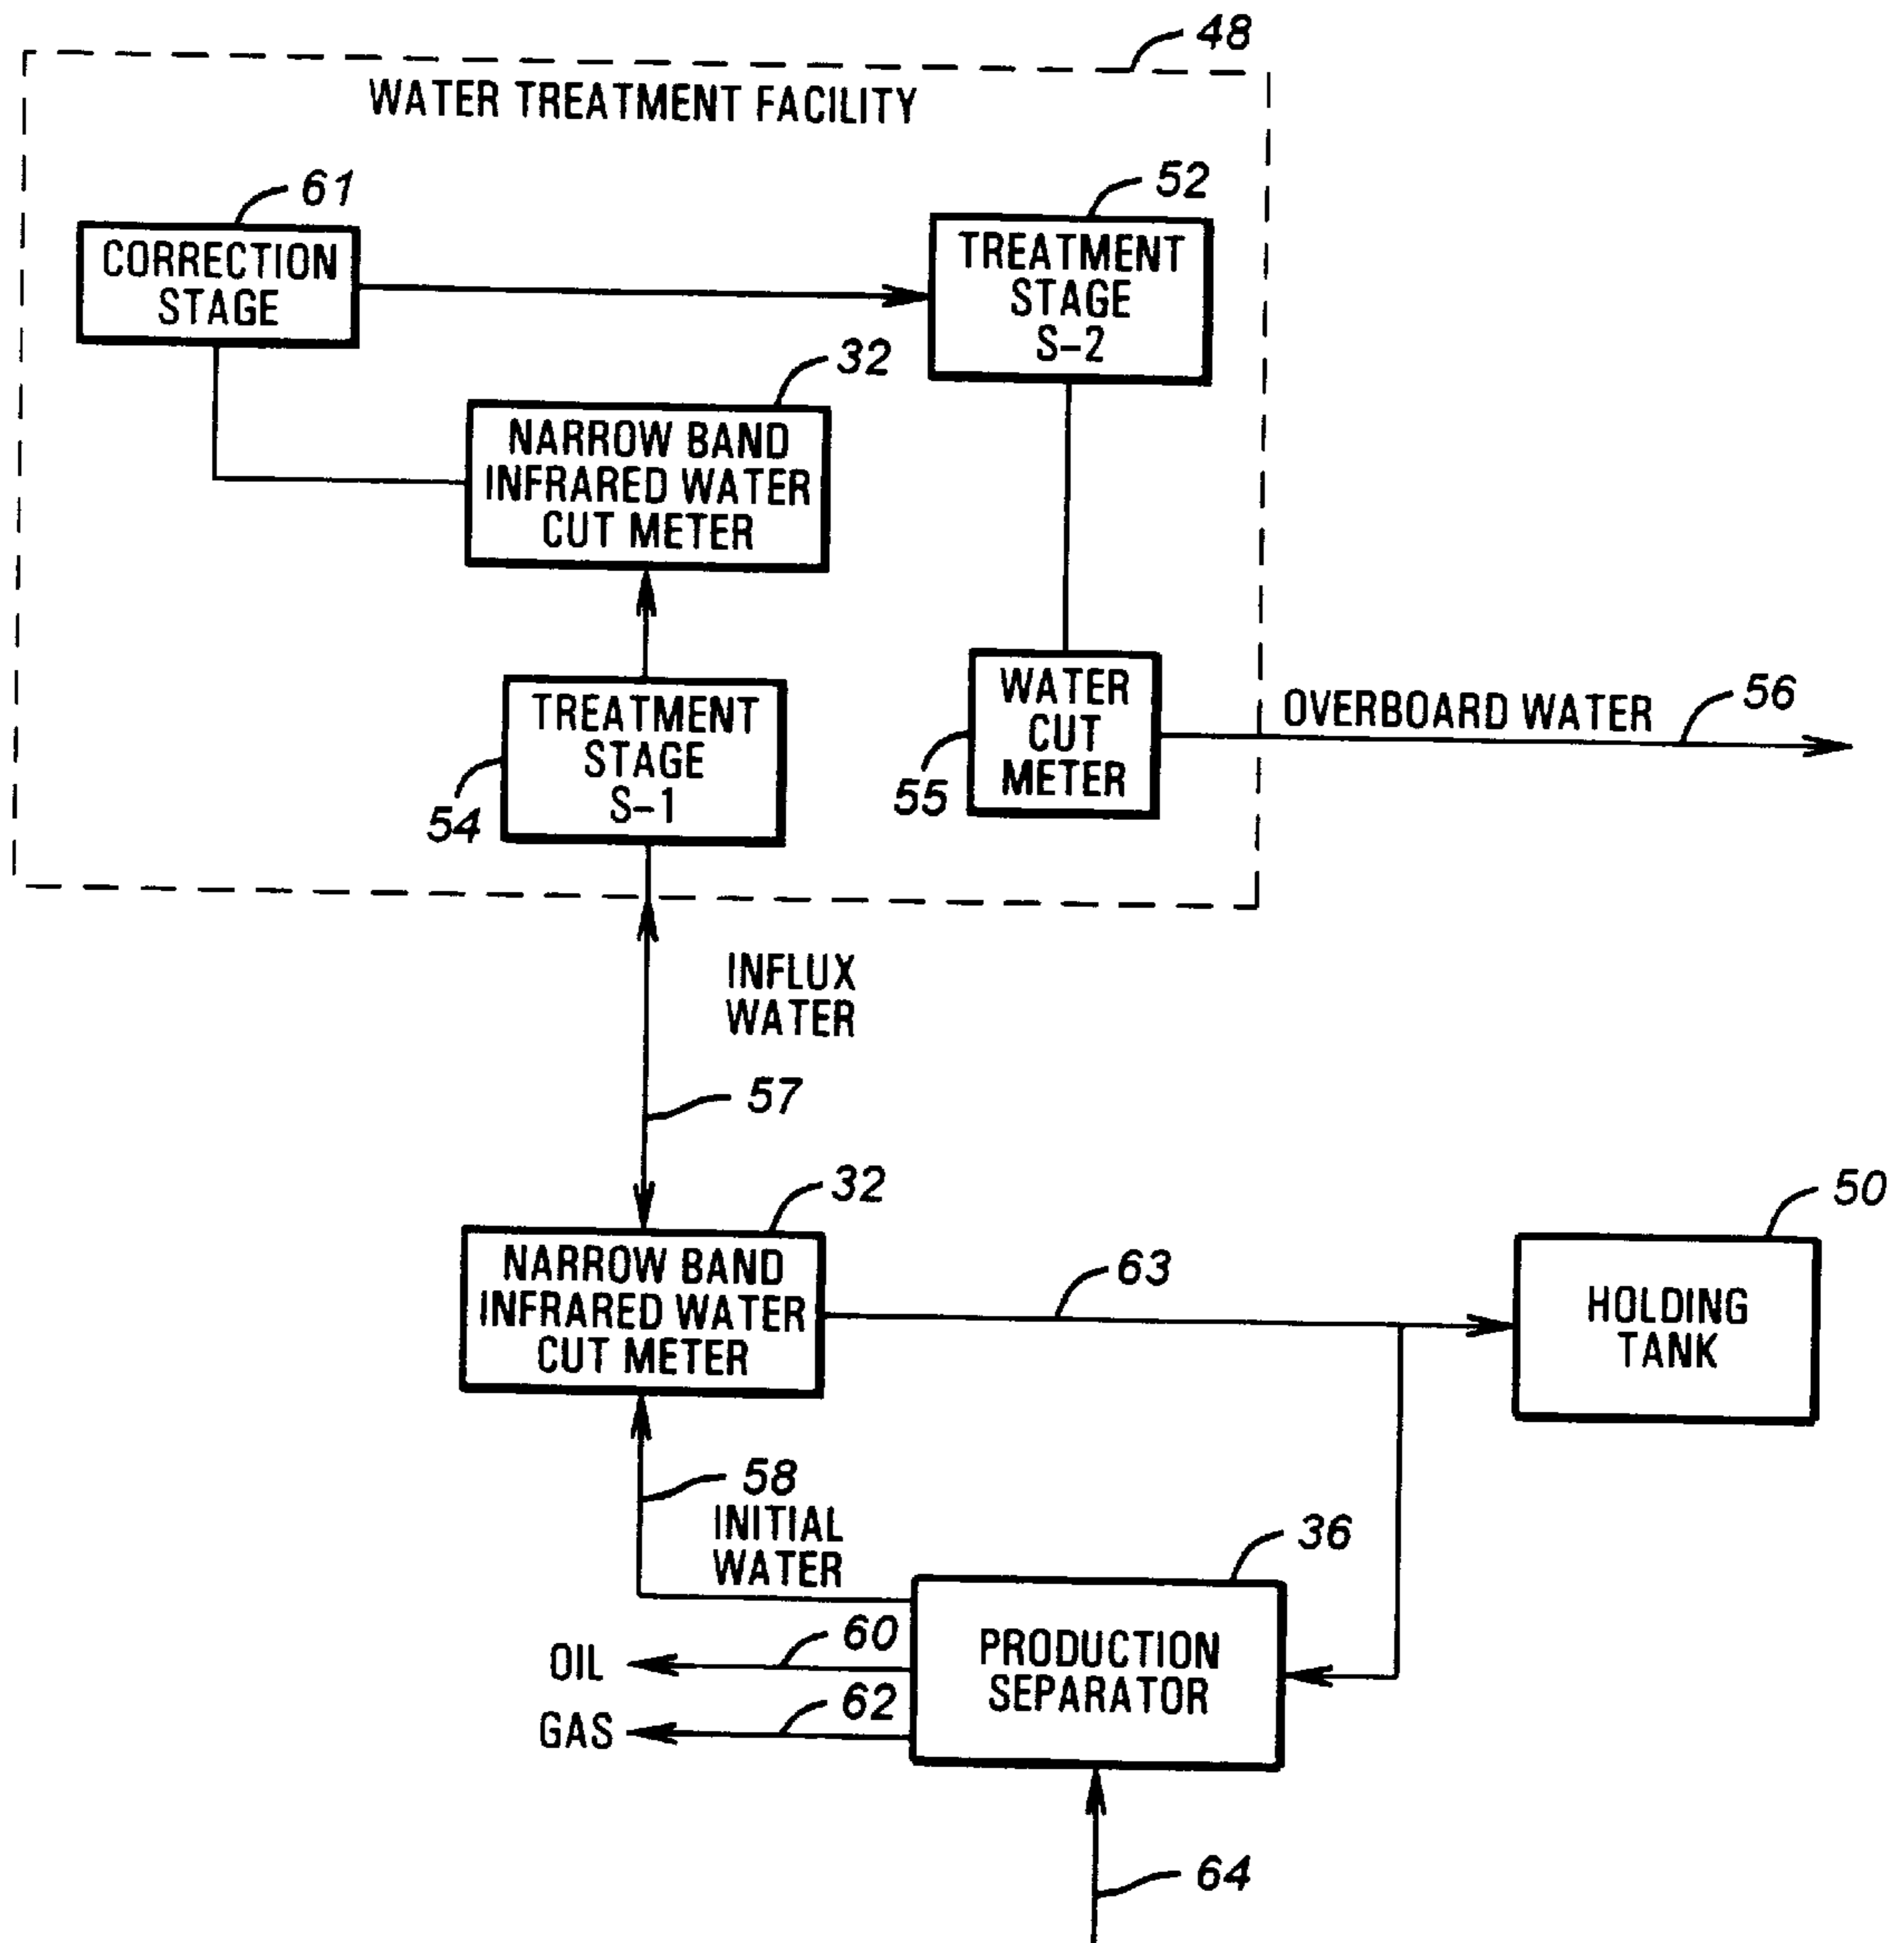 48
WATER TREATMENT FACILITY
61
CORRECTION
STAGE
52
TREATMENT
STAGE
S-2
32
NARROW BAND
INFRARED WATER
CUT METER
TREATMENT
STAGE
S-1
54
WATER
CUT
METER
55
OVERBOARD WATER
56
INFLUX
WATER
57
32
NARROW BAND
INFRARED WATER
CUT METER
63
50
HOLDING
TANK
58
INITIAL
WATER
36
PRODUCTION
SEPARATOR
OIL
60
GAS
62
64